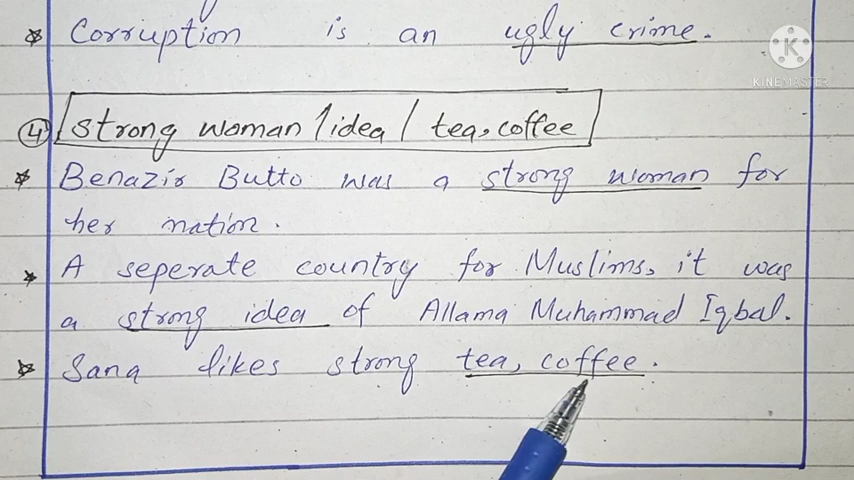 * Corruption is an ugly crime.
K
KINEMASTER
④ strong woman / idea / tea, coffee
* Benazir Butto was a strong woman for
her nation.
* A seperate country for Muslims, it was
a strong idea of Allama Muhammad Iqbal.
* Sana likes strong tea, coffee.